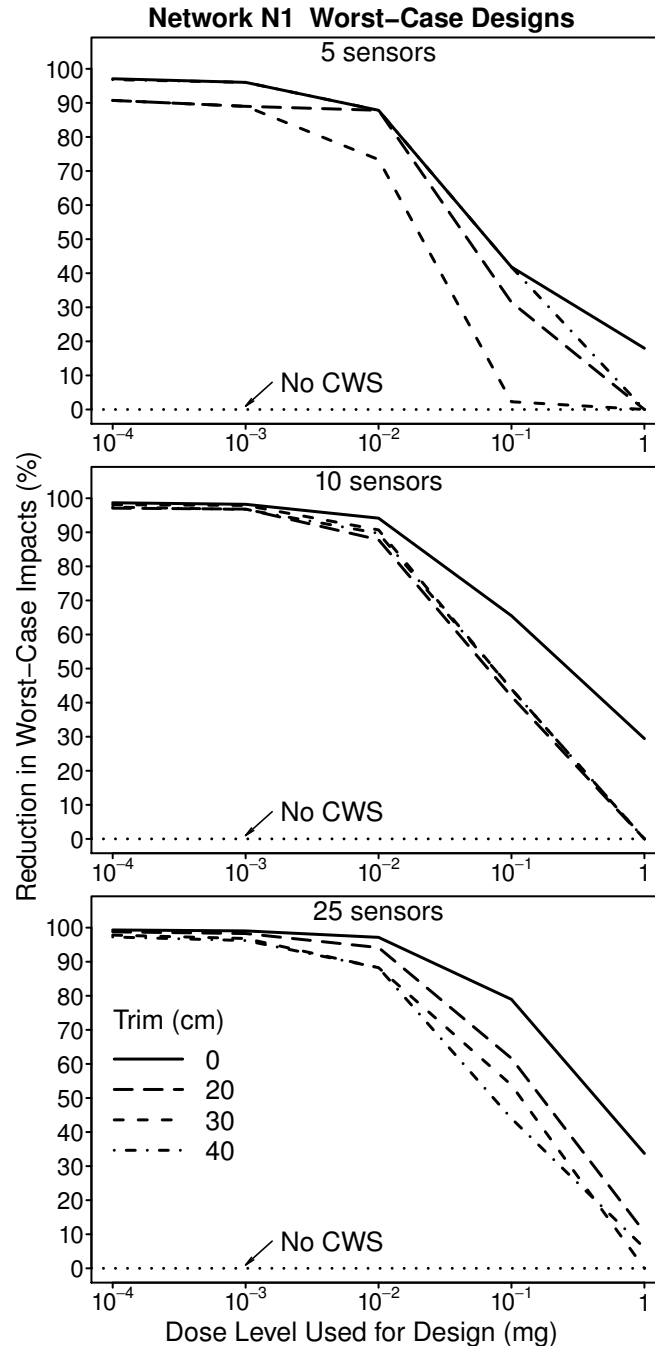 Network N1 Worst−Case Designs
5 sensors
100
90
80
70
60
50
40
30
20
10
0
No CWS
10⁻⁴ 10⁻³ 10⁻² 10⁻¹ 1
10 sensors
100
90
80
70
60
50
40
30
20
10
0
No CWS
10⁻⁴ 10⁻³ 10⁻² 10⁻¹ 1
Reduction in Worst−Case Impacts (%)
25 sensors
100
90
80
70
60
50
40
30
20
10
0
Trim (cm)
0
20
30
40
No CWS
10⁻⁴ 10⁻³ 10⁻² 10⁻¹ 1
Dose Level Used for Design (mg)